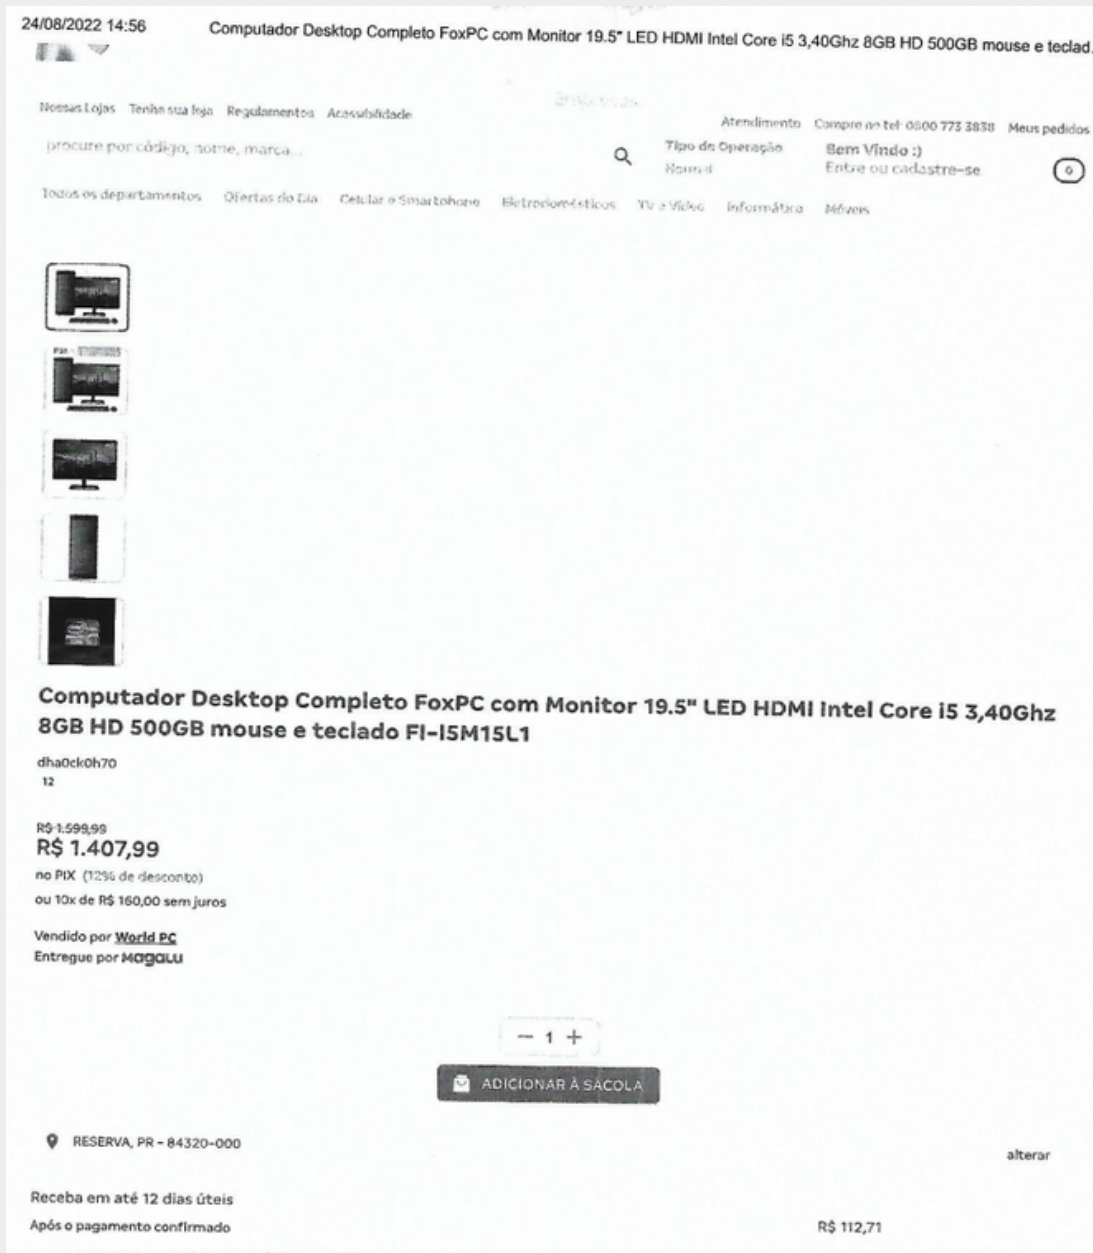 24/08/2022 14:56
Computador Desktop Completo FoxPC com Monitor 19.5" LED HDMI Intel Core i5 3,40Ghz 8GB HD 500GB mouse e teclad
Nossas Lojas Tenha sua loja Regulamentos Acessibilidade
Atendimento Compre no tel: 0800 773 3838 Meus pedidos
procure por código, nome, marca...
Tipo de Operação
Normal
Bem Vindo :)
Entre ou cadastre-se
0
Todos os departamentos Ofertas do Dia Celular e Smartphone Eletrodomésticos TV e Vídeo Informática Móveis
Computador Desktop Completo FoxPC com Monitor 19.5" LED HDMI Intel Core i5 3,40Ghz
8GB HD 500GB mouse e teclado FI-I5M15L1
dha0ck0h70
12
R$ 1.599,99
R$ 1.407,99
no PIX (12% de desconto)
ou 10x de R$ 160,00 sem juros
Vendido por World PC
Entregue por Magalu
— 1 +
ADICIONAR À SACOLA
RESERVA, PR - 84320-000
alterar
Receba em até 12 dias úteis
Após o pagamento confirmado
R$ 112,71